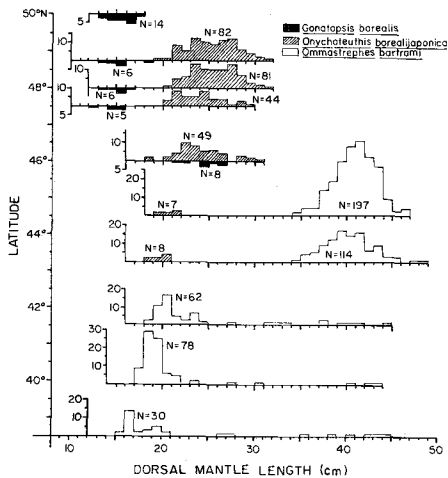 50°N
48°
46°
44°
42°
40°
LATITUDE
Gonatopsis borealis
Onychoteuthis borealijaponica
Ommastrephes bartrami
5
N=14
10
N=82
N=6
10
N=81
N=6
10
N=44
5
N=5
10
N=49
5
N=8
10
N=7
N=197
20
10
N=8
N=114
20
10
N=62
30
20
10
N=78
20
10
N=30
10
20
30
40
50
DORSAL MANTLE LENGTH (cm)